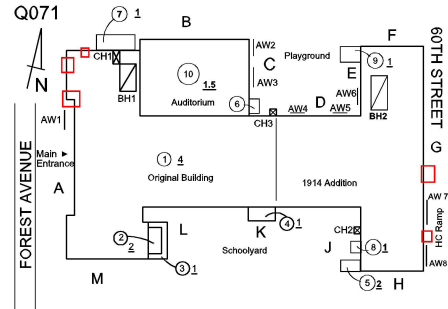 Q071
N
7 1
B
F
60TH STREET
AW2
CH1
Playground
9 1
C
E
10
1.5
AW3
BH1
Auditorium
6
D
AW6
AW4
AW5
BH2
AW1
CH3
G
Main
Entrance
1 4
A
Original Building
1914 Addition
FOREST AVENUE
AW 7
HC Ramp
4 1
L
K
CH2
2
2
Schoolyard
J
8 1
3 1
AW8
M
5 2
H